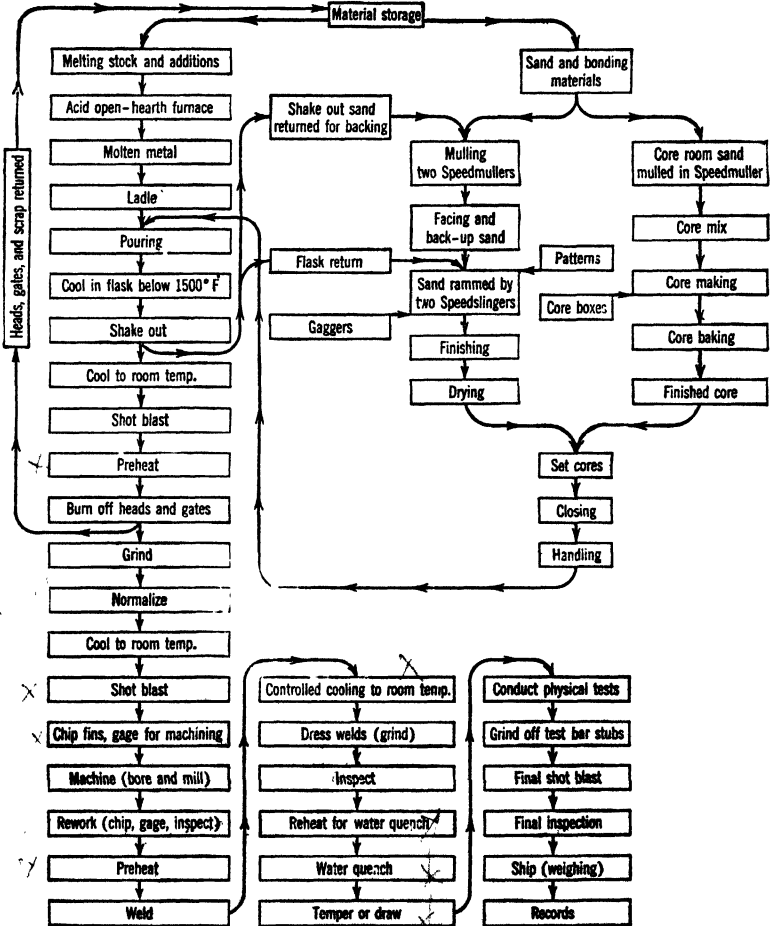 Material storage
Melting stock and additions
Acid open-hearth furnace
Molten metal
Ladle
Pouring
Cool in flask below 1500°F
Shake out
Cool to room temp.
Shot blast
Preheat
Burn off heads and gates
Grind
Normalize
Cool to room temp.
Shot blast
Chip fins, gage for machining
Machine (bore and mill)
Rework (chip, gage, inspect)
Preheat
Weld
Heads, gates, and scrap returned
Shake out sand
returned for backing
Flask return
Gaggers
Sand and bonding
materials
Mulling
two Speedmullers
Facing and
back-up sand
Sand rammed by
two Speedslingers
Finishing
Drying
Patterns
Core boxes
Core room sand
mulled in Speedmuller
Core mix
Core making
Core baking
Finished core
Set cores
Closing
Handling
Controlled cooling to room temp.
Dress welds (grind)
Inspect
Reheat for water quench
Water quench
Temper or draw
Conduct physical tests
Grind off test bar stubs
Final shot blast
Final inspection
Ship (weighing)
Records